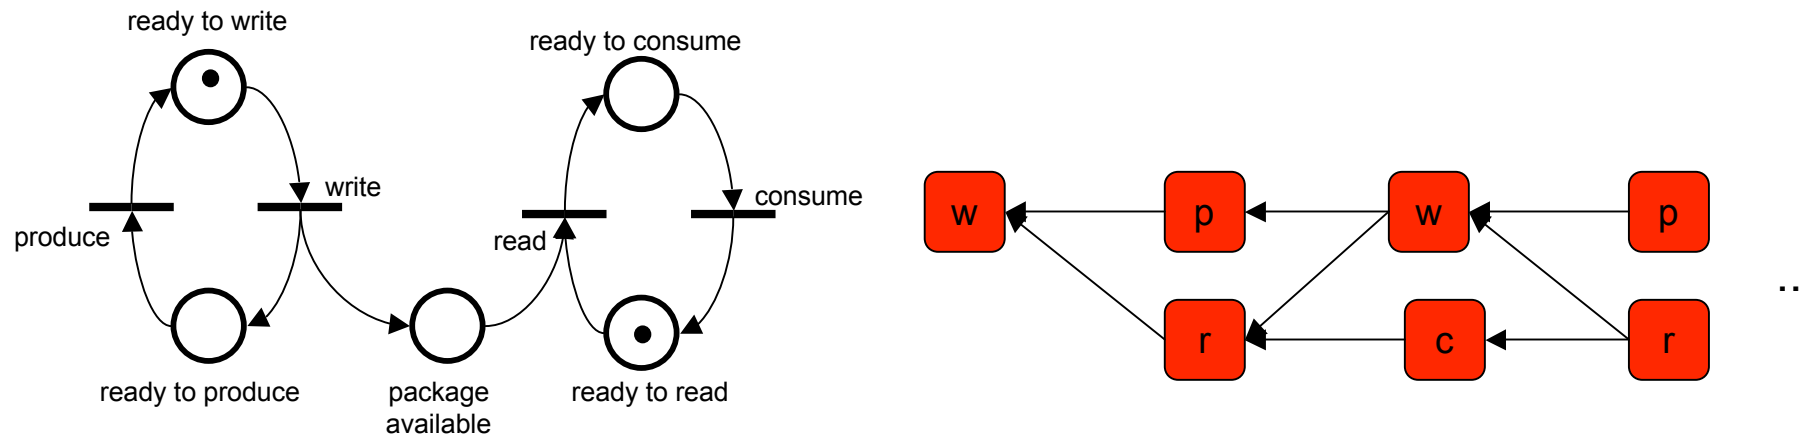 ready to write
ready to consume
write
consume
produce
read
ready to produce
package
available
ready to read
w
p
w
p
r
c
r
..